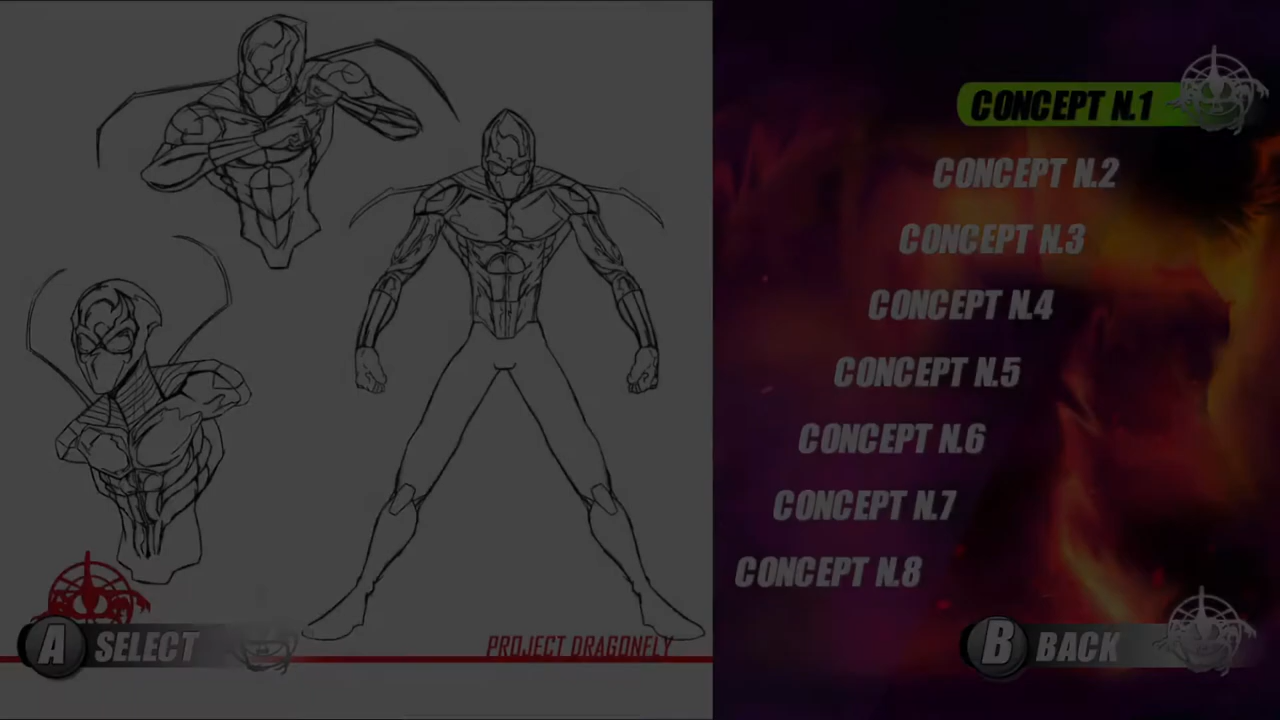 CONCEPT N.1
CONCEPT N.2
CONCEPT N.3
CONCEPT N.4
CONCEPT N.5
CONCEPT N.6
CONCEPT N.7
CONCEPT N.8
PROJECT DRAGONFLY
A SELECT
B BACK